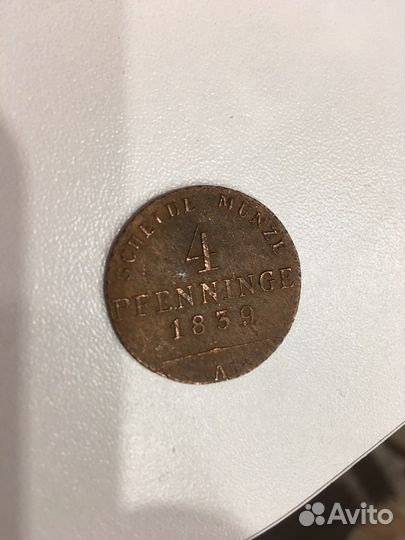 SCHEIDE MUNZE
4
PFENNINGE
1839
A
Avito